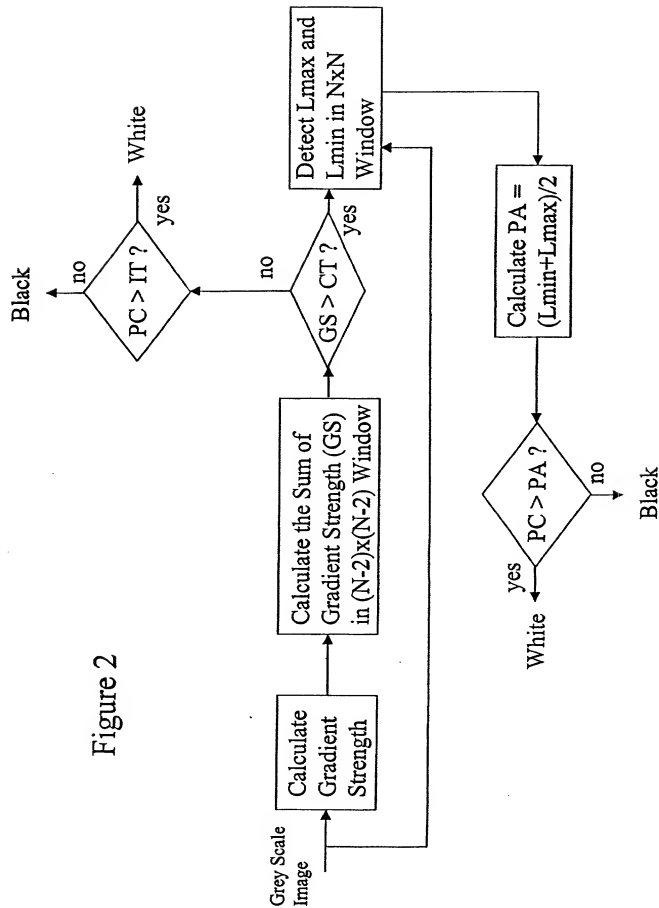 Figure 2
Grey Scale
Image
Calculate
Gradient
Strength
Calculate the Sum of
Gradient Strength (GS)
in (N-2)x(N-2) Window
GS > CT ?
no
yes
PC > IT ?
no
Black
yes
White
Detect Lmax and
Lmin in NxN
Window
Calculate PA =
(Lmin+Lmax)/2
PC > PA ?
yes
White
no
Black